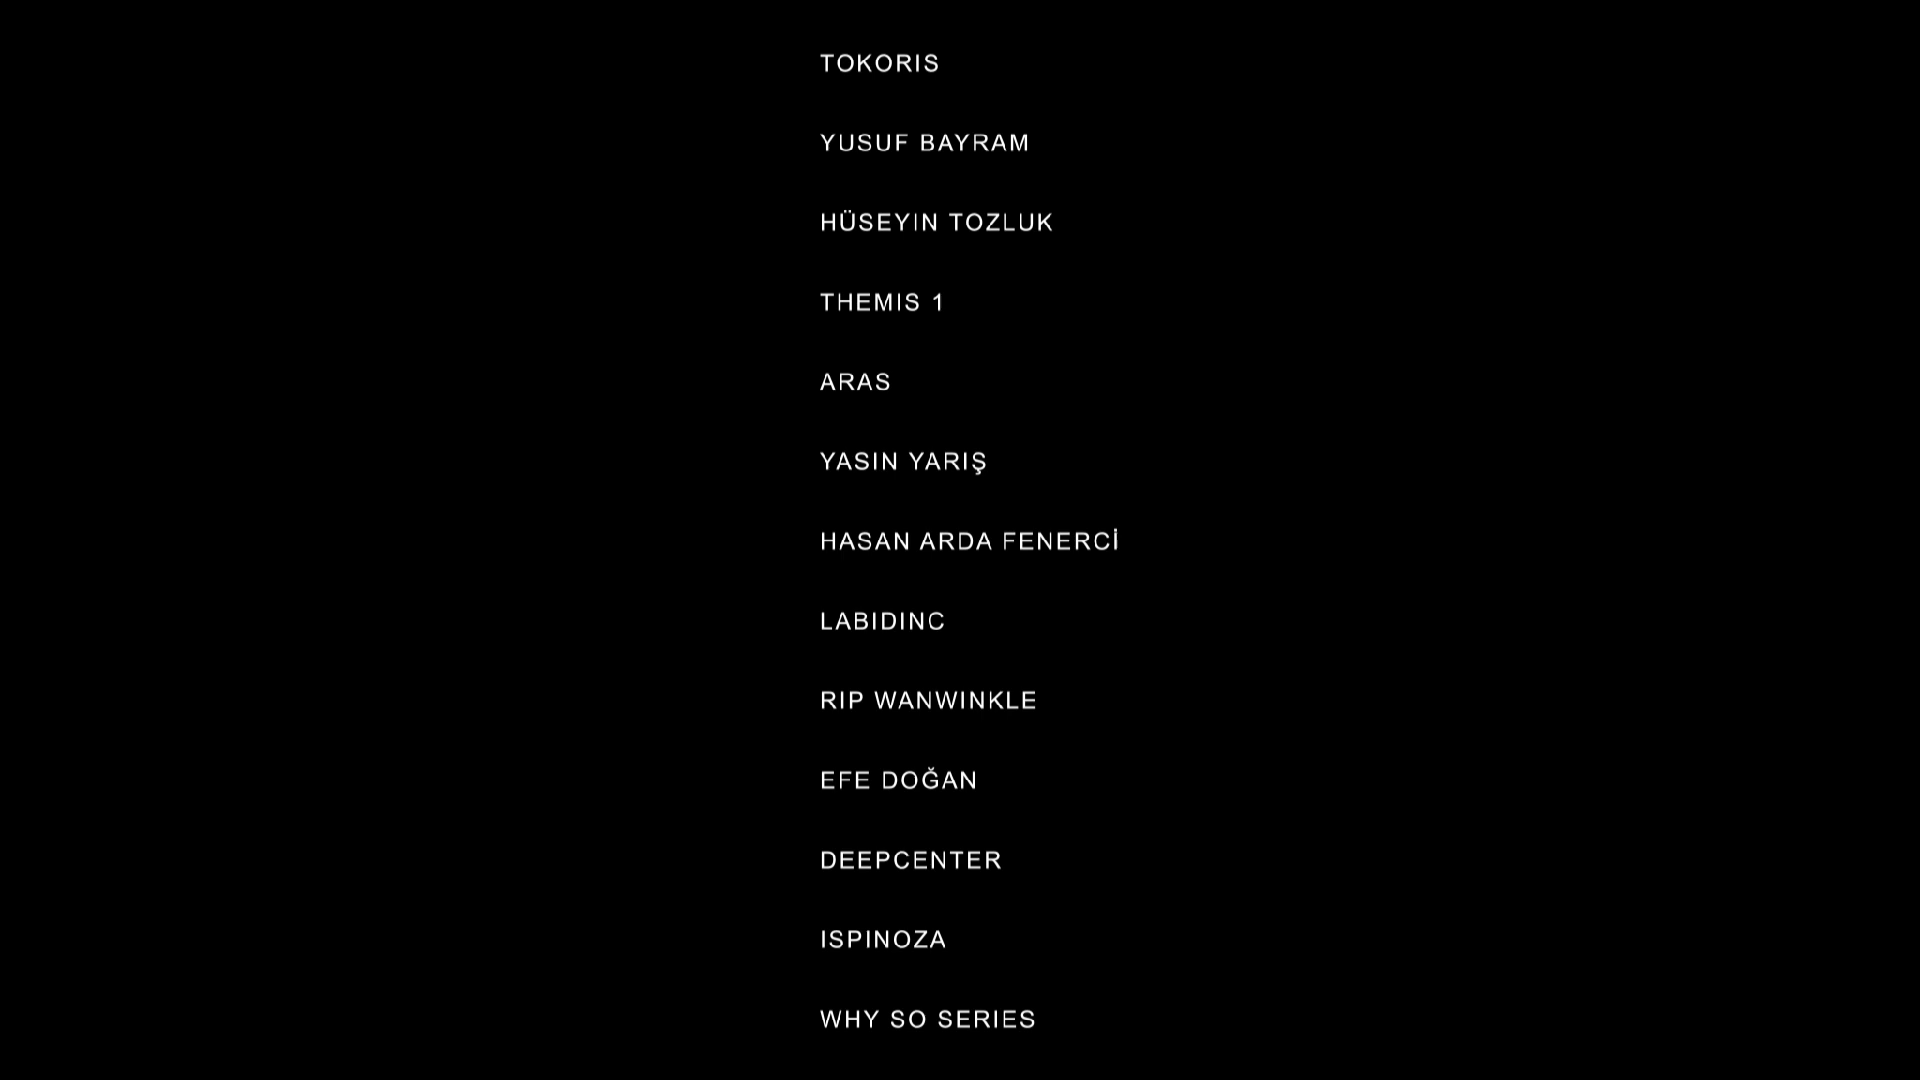 TOKORIS
YUSUF BAYRAM
HÜSEYIN TOZLUK
THEMIS 1
ARAS
YASIN YARIŞ
HASAN ARDA FENERCİ
LABIDINC
RIP WANWINKLE
EFE DOĞAN
DEEPCENTER
ISPINOZA
WHY SO SERIES